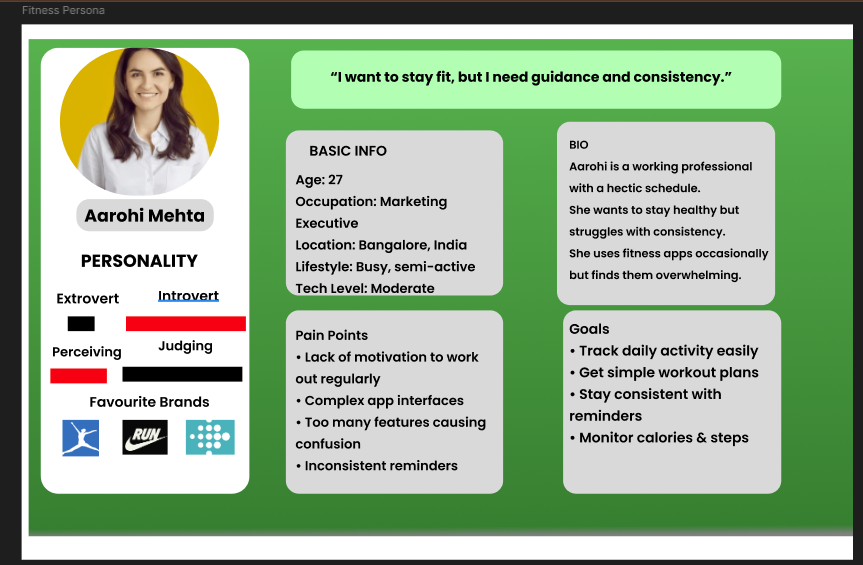 Fitness Persona
“I want to stay fit, but I need guidance and consistency.”
Aarohi Mehta
PERSONALITY
Extrovert
Introvert
Perceiving
Judging
Favourite Brands
RUN
BASIC INFO
Age: 27
Occupation: Marketing
Executive
Location: Bangalore, India
Lifestyle: Busy, semi-active
Tech Level: Moderate
BIO
Aarohi is a working professional
with a hectic schedule.
She wants to stay healthy but
struggles with consistency.
She uses fitness apps occasionally
but finds them overwhelming.
Pain Points
• Lack of motivation to work
out regularly
• Complex app interfaces
• Too many features causing
confusion
• Inconsistent reminders
Goals
• Track daily activity easily
• Get simple workout plans
• Stay consistent with
reminders
• Monitor calories & steps